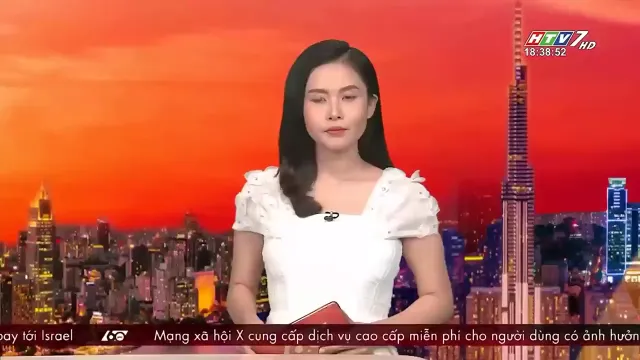 HTV7 HD
18:38:52
bay tới Israel 60 Mạng xã hội X cung cấp dịch vụ cao cấp miễn phí cho người dùng có ảnh hưởn